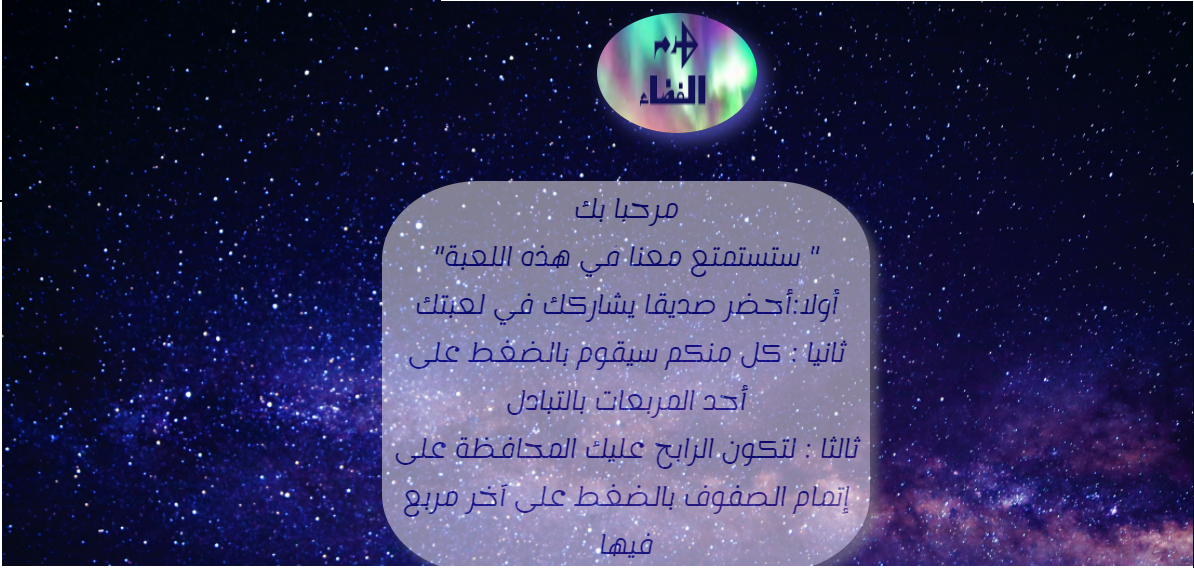 هرم
الفضاء
مرحبا بك
" ستستمتع معنا في هذه اللعبة"
أولا:أحضر صديقا يشاركك في لعبتك
ثانيا : كل منكم سيقوم بالضغط على
أحد المربعات بالتبادل
ثالثا : لتكون الرابح عليك المحافظة على
إتمام الصفوف بالضغط على آخر مربع
فيها